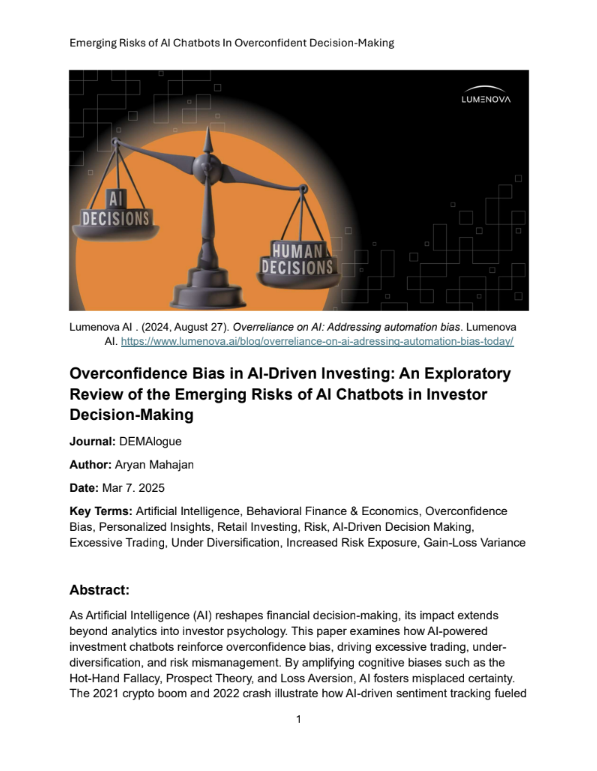 Emerging Risks of AI Chatbots In Overconfident Decision-Making
LUMENOVA
AI
DECISIONS
HUMAN
DECISIONS
Lumenova AI . (2024, August 27). Overreliance on AI: Addressing automation bias. Lumenova
AI. https://www.lumenova.ai/blog/overreliance-on-ai-adressing-automation-bias-today/
Overconfidence Bias in AI-Driven Investing: An Exploratory
Review of the Emerging Risks of AI Chatbots in Investor
Decision-Making
Journal: DEMAlogue
Author: Aryan Mahajan
Date: Mar 7. 2025
Key Terms: Artificial Intelligence, Behavioral Finance & Economics, Overconfidence
Bias, Personalized Insights, Retail Investing, Risk, AI-Driven Decision Making,
Excessive Trading, Under Diversification, Increased Risk Exposure, Gain-Loss Variance
Abstract:
As Artificial Intelligence (AI) reshapes financial decision-making, its impact extends
beyond analytics into investor psychology. This paper examines how AI-powered
investment chatbots reinforce overconfidence bias, driving excessive trading, under-
diversification, and risk mismanagement. By amplifying cognitive biases such as the
Hot-Hand Fallacy, Prospect Theory, and Loss Aversion, AI fosters misplaced certainty.
The 2021 crypto boom and 2022 crash illustrate how AI-driven sentiment tracking fueled
1